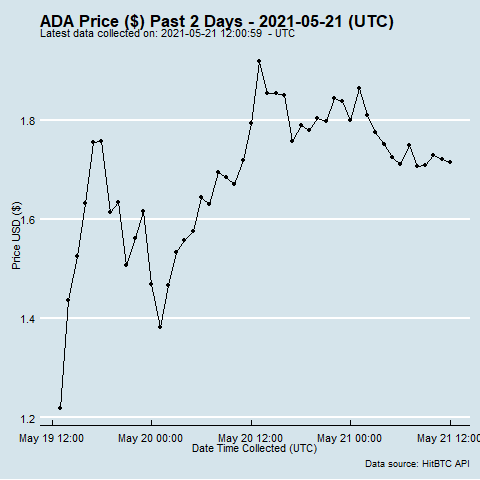 ADA Price ($) Past 2 Days - 2021-05-21 (UTC)
Latest data collected on: 2021-05-21 12:00:59 - UTC
Price USD ($)
1.8
1.6
1.4
1.2
May 19 12:00 May 20 00:00 May 20 12:00 May 21 00:00 May 21 12:00
Date Time Collected (UTC)
Data source: HitBTC API